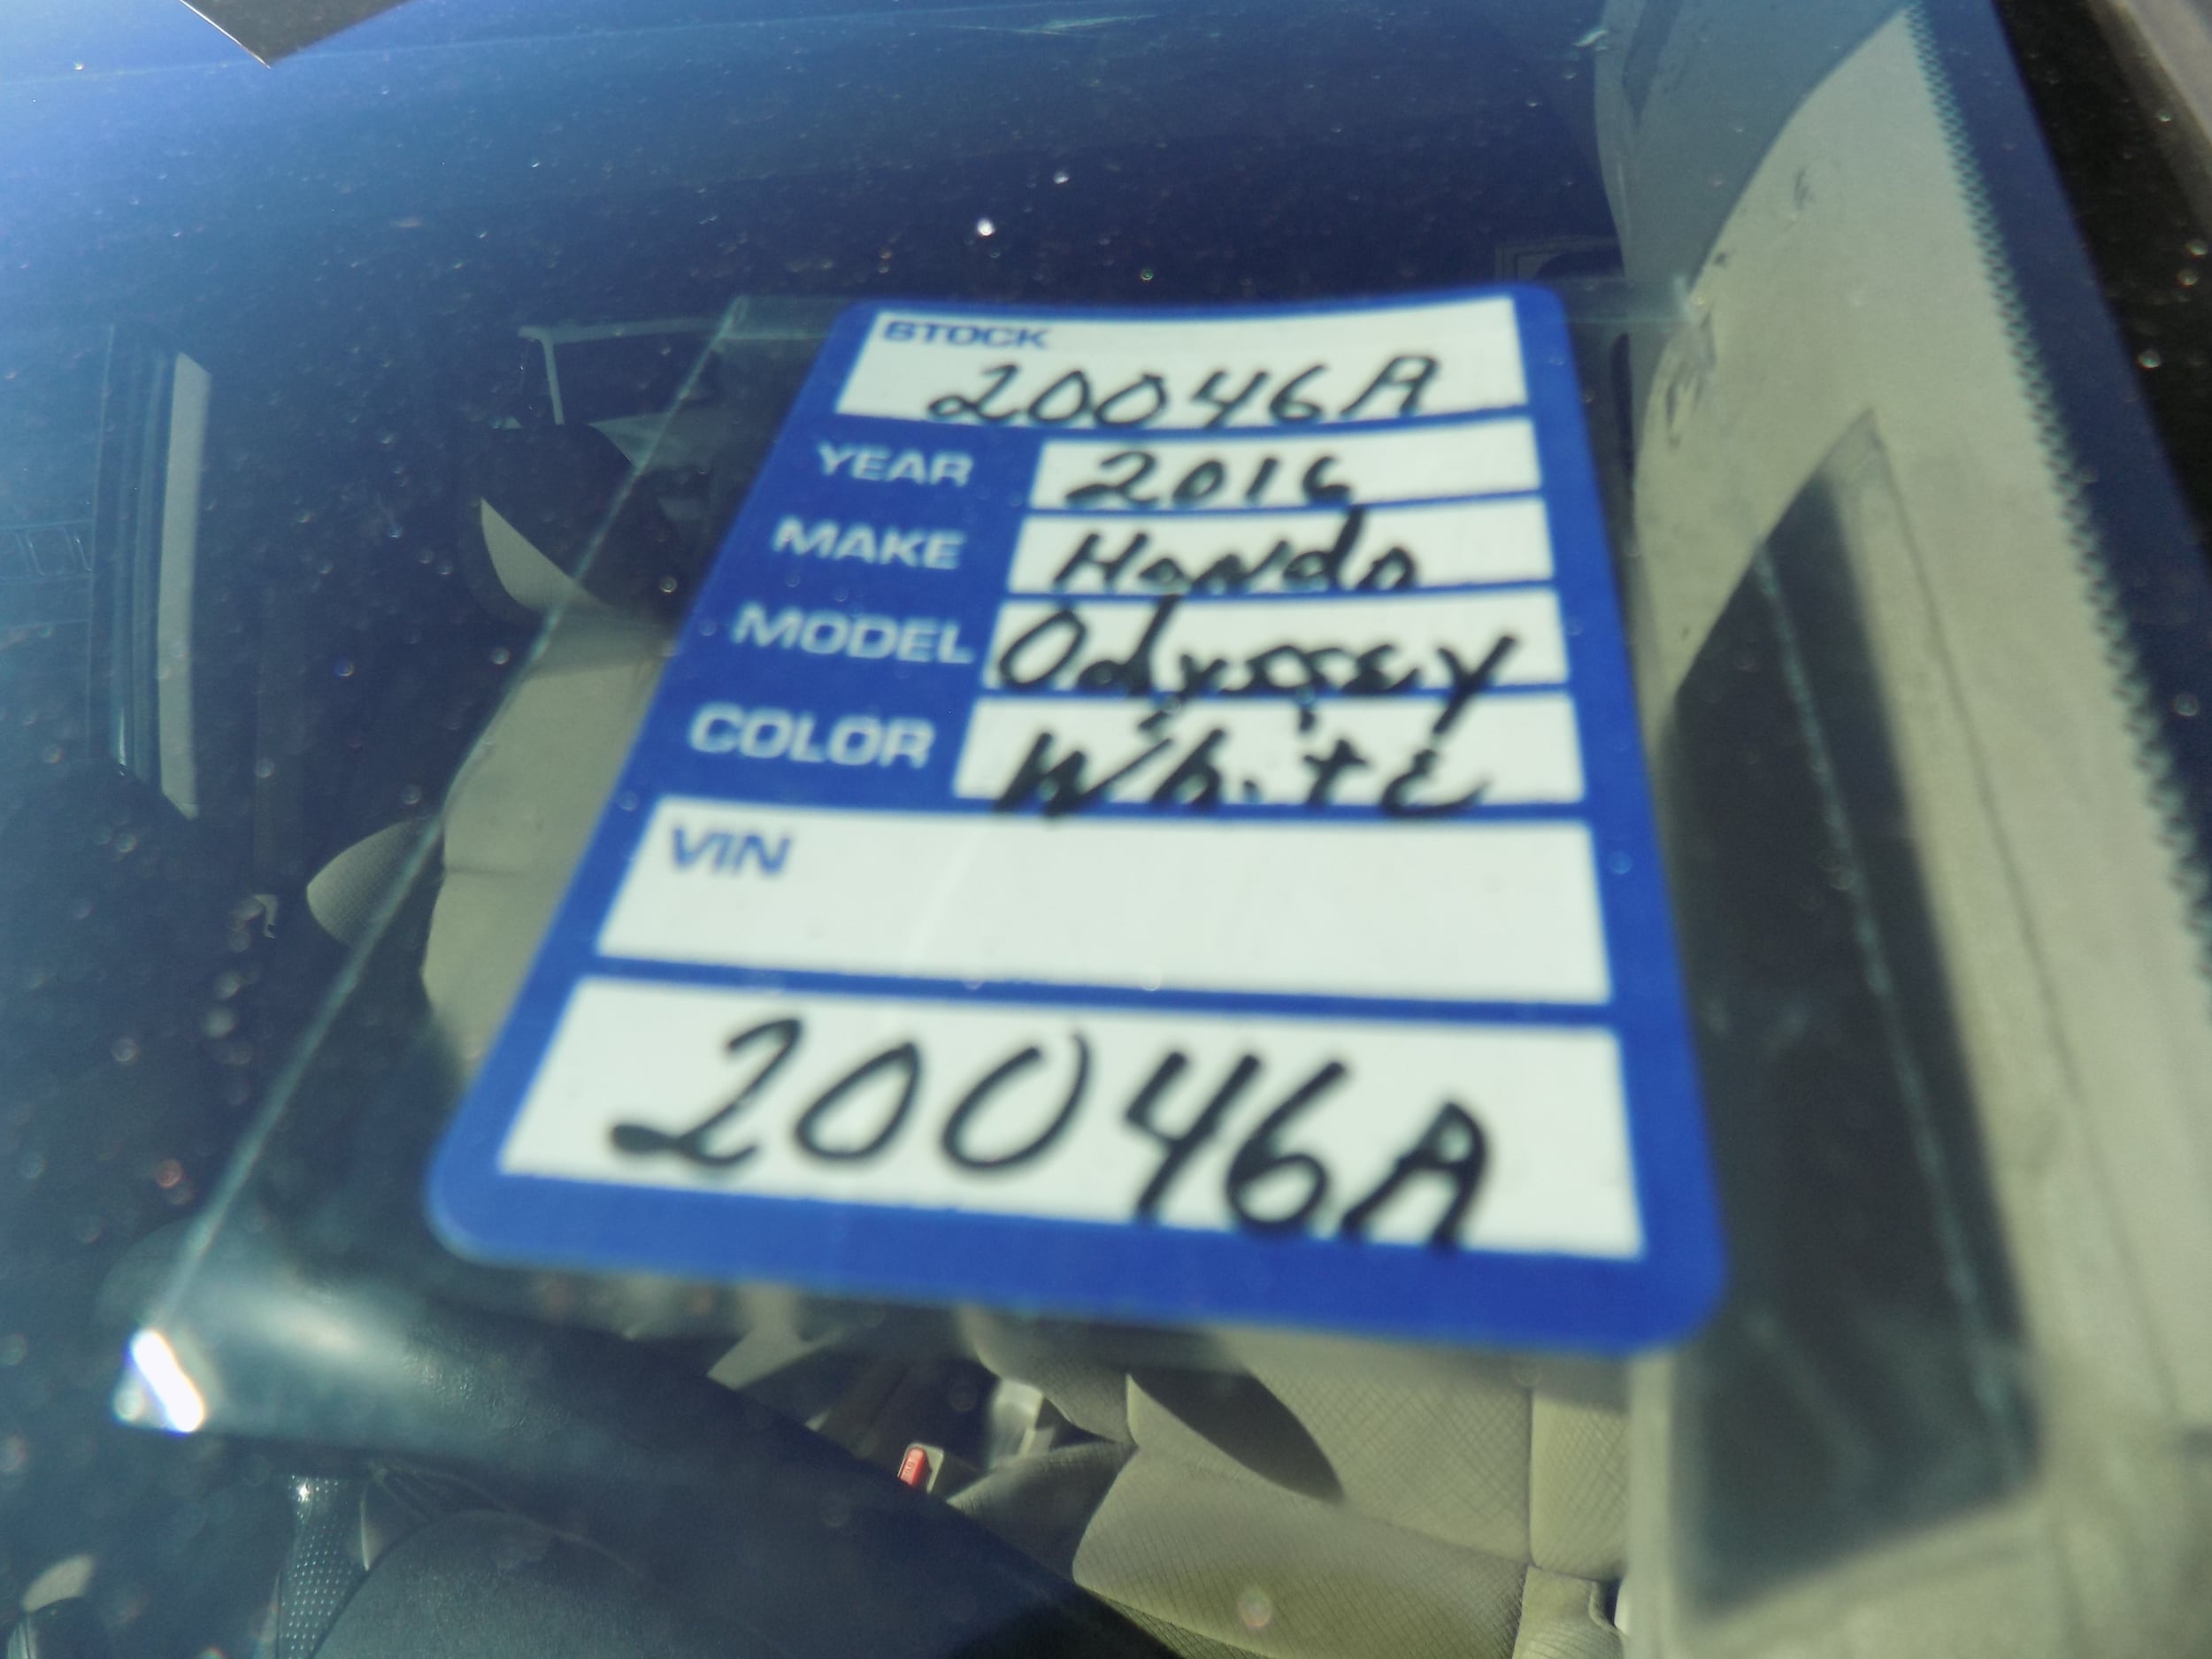 STOCK
20046A
YEAR 2016
MAKE Honda
MODEL Odyssey
COLOR White
VIN
20046A